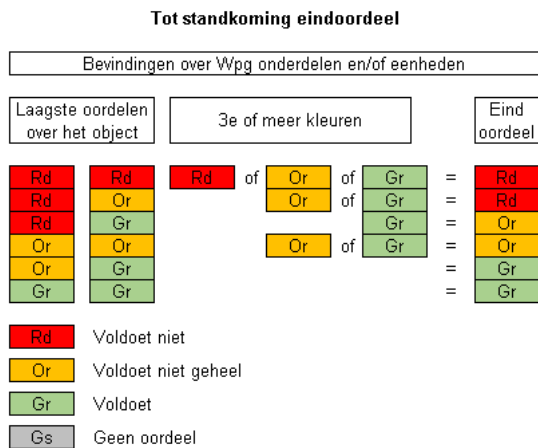 Tot standkoming eindoordeel
Bevindingen over Wpg onderdelen en/of eenheden
Laagste oordelen
over het object
3e of meer kleuren
Eind
oordeel
Rd Rd Rd of Or of Gr = Rd
Rd Or Or of Gr = Rd
Rd Gr Gr = Or
Or Or Or of Gr = Or
Or Gr = Gr
Gr Gr = Gr
Rd Voldoet niet
Or Voldoet niet geheel
Gr Voldoet
Gs Geen oordeel